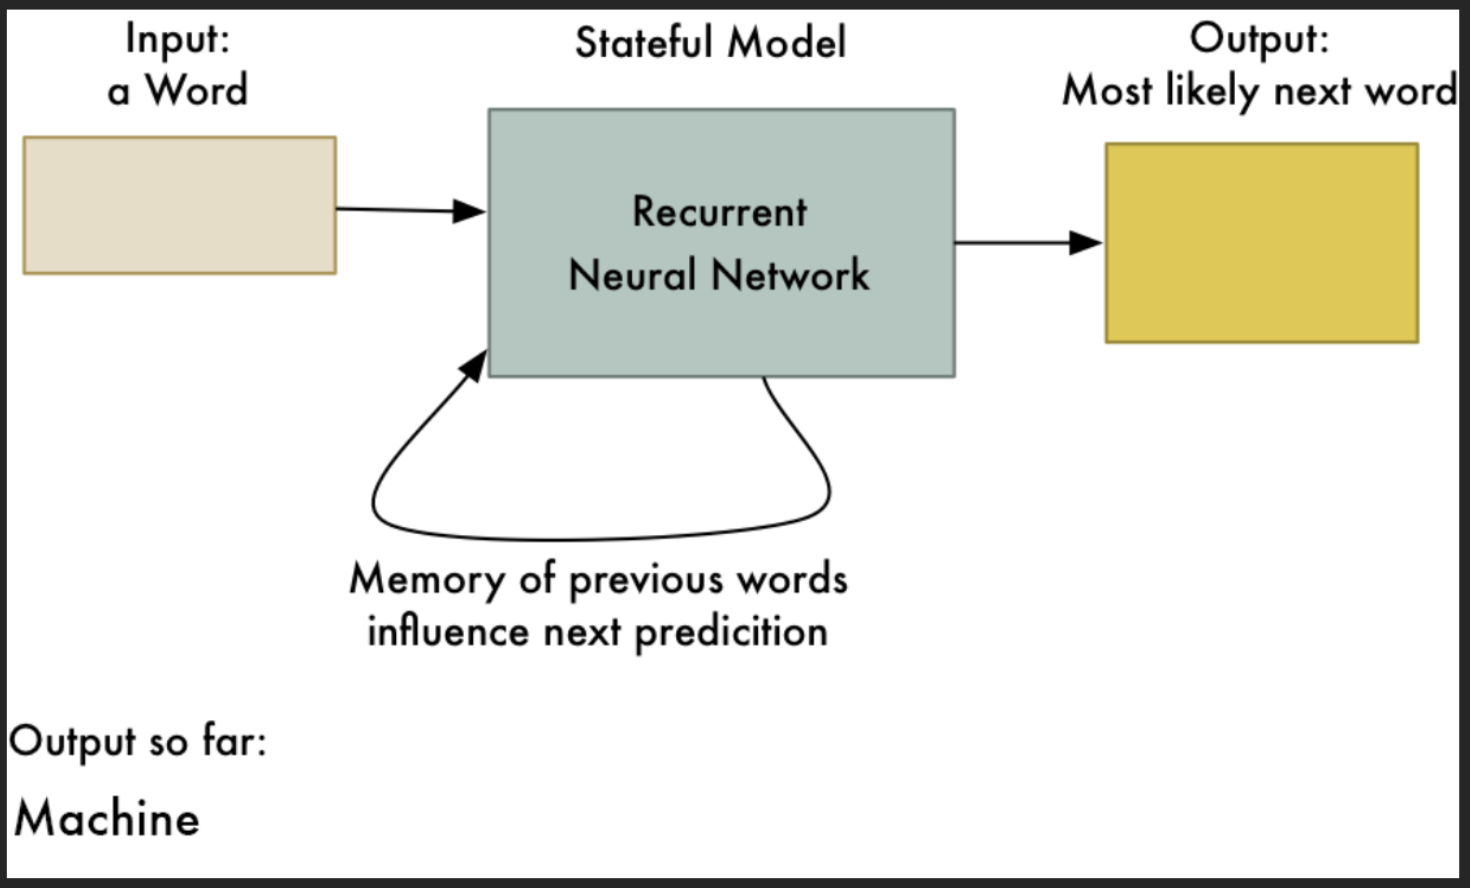 Input:
a Word
Stateful Model
Output:
Most likely next word
Recurrent
Neural Network
Memory of previous words
influence next predicition
Output so far:
Machine